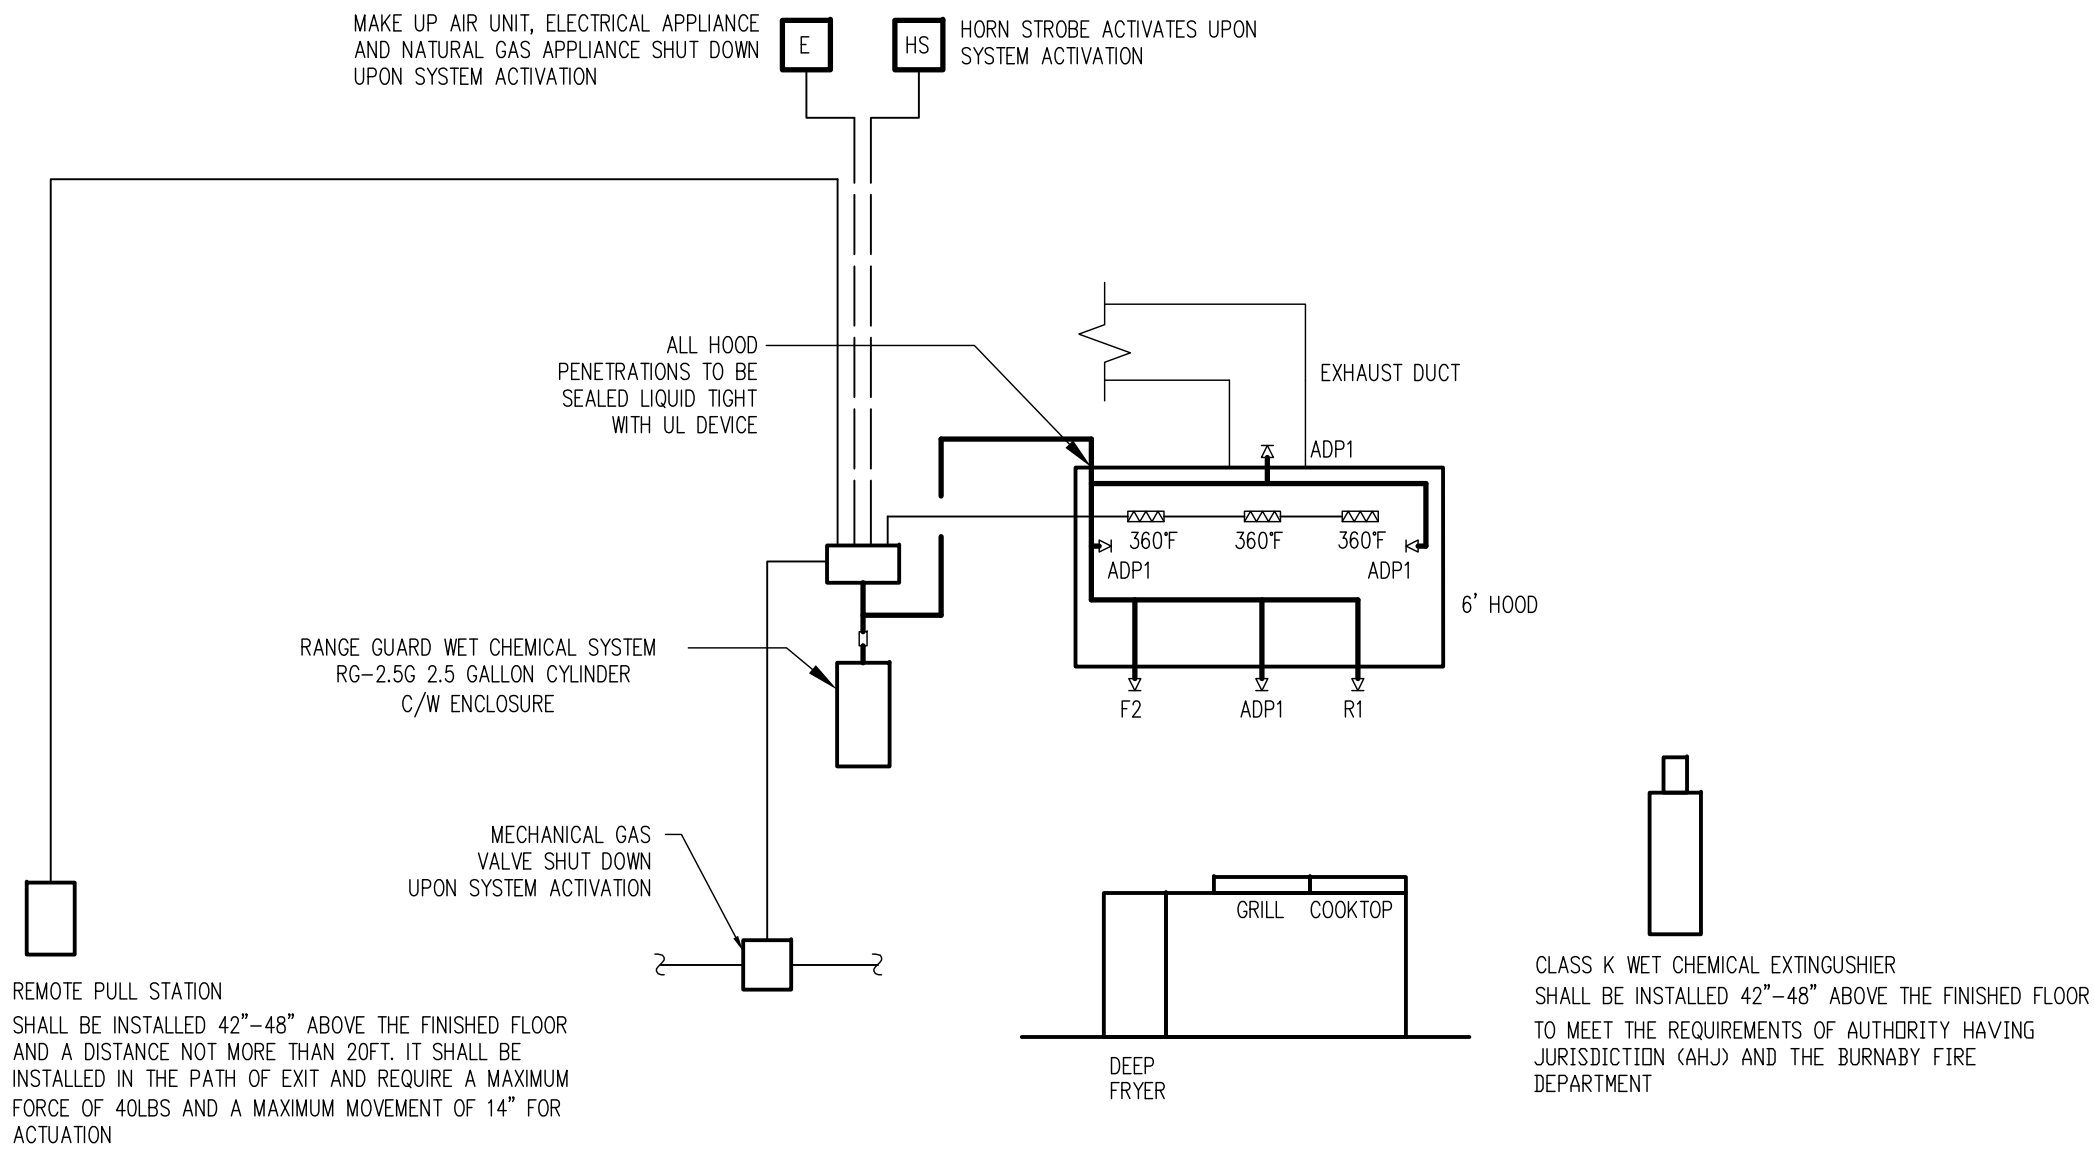 MAKE UP AIR UNIT, ELECTRICAL APPLIANCE
AND NATURAL GAS APPLIANCE SHUT DOWN
UPON SYSTEM ACTIVATION
E
HS
HORN STROBE ACTIVATES UPON
SYSTEM ACTIVATION
ALL HOOD
PENETRATIONS TO BE
SEALED LIQUID TIGHT
WITH UL DEVICE
EXHAUST DUCT
ADP1
360°F
360°F
360°F
ADP1
ADP1
6' HOOD
RANGE GUARD WET CHEMICAL SYSTEM
RG-2.5G 2.5 GALLON CYLINDER
C/W ENCLOSURE
F2
ADP1
R1
MECHANICAL GAS
VALVE SHUT DOWN
UPON SYSTEM ACTIVATION
GRILL
COOKTOP
DEEP
FRYER
REMOTE PULL STATION
SHALL BE INSTALLED 42"-48" ABOVE THE FINISHED FLOOR
AND A DISTANCE NOT MORE THAN 20FT. IT SHALL BE
INSTALLED IN THE PATH OF EXIT AND REQUIRE A MAXIMUM
FORCE OF 40LBS AND A MAXIMUM MOVEMENT OF 14" FOR
ACTUATION
CLASS K WET CHEMICAL EXTINGUSHIER
SHALL BE INSTALLED 42"-48" ABOVE THE FINISHED FLOOR
TO MEET THE REQUIREMENTS OF AUTHORITY HAVING
JURISDICTION (AHJ) AND THE BURNABY FIRE
DEPARTMENT